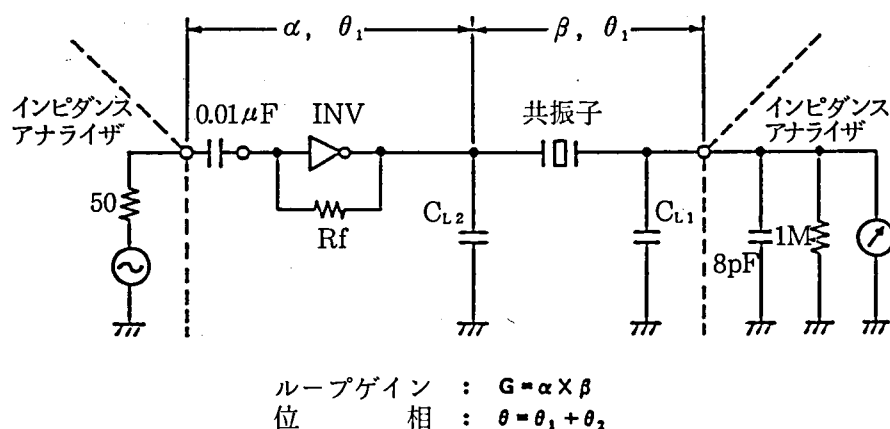 α, θ₁
β, θ₁
インピダンス
アナライザ
0.01μF
INV
共振子
インピダンス
アナライザ
50
Rf
CL2
CL1
8pF
1M
ループゲイン : G=α×β
位相 : θ=θ₁+θ₂